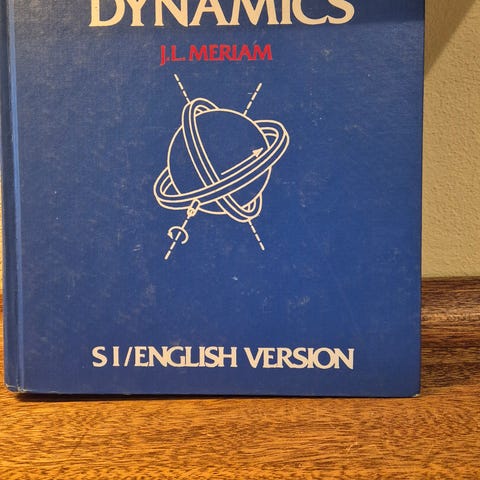 DYNAMICS
J.L. MERIAM
S I / ENGLISH VERSION